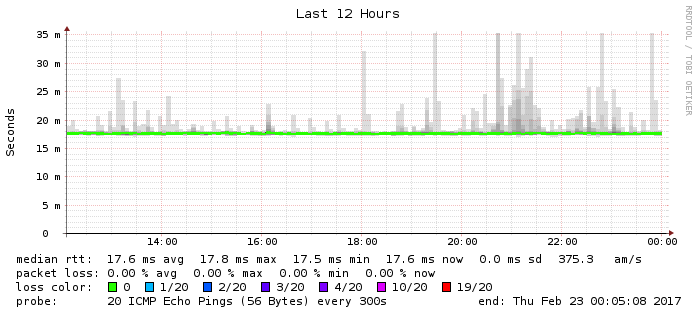 Last 12 Hours
RRDTOOL / TOBI OETIKER
Seconds
35 m
30 m
25 m
20 m
15 m
10 m
5 m
0
14:00 16:00 18:00 20:00 22:00 00:00
median rtt: 17.6 ms avg 17.8 ms max 17.5 ms min 17.6 ms now 0.0 ms sd 375.3 am/s
packet loss: 0.00 % avg 0.00 % max 0.00 % min 0.00 % now
loss color: 0 1/20 2/20 3/20 4/20 10/20 19/20
probe: 20 ICMP Echo Pings (56 Bytes) every 300s end: Thu Feb 23 00:05:08 2017